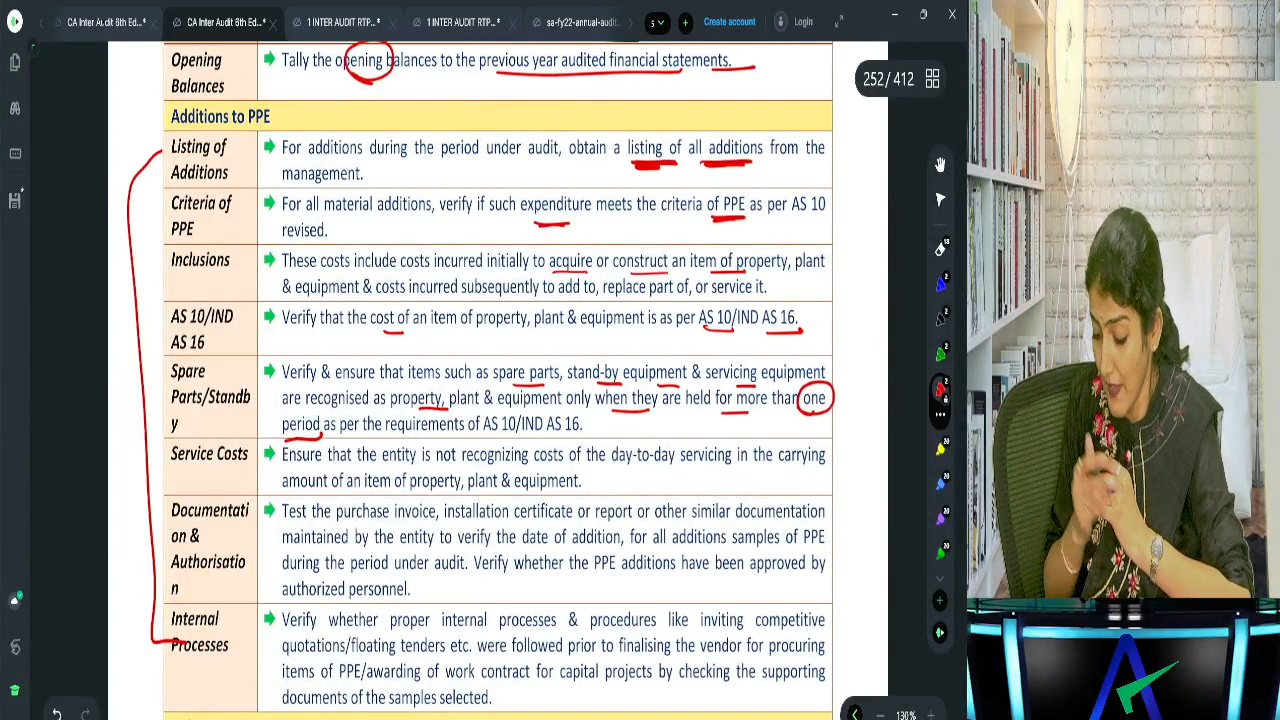 CA Inter Audit 6th Ed...*
CA Inter Audit 8th Ed...*
1 INTER AUDIT RTP...*
1 INTER AUDIT RTP...*
sa-fy22-annual-audit...
5
Create account
Login
Opening Balances
Tally the opening balances to the previous year audited financial statements.
252/412
Additions to PPE
Listing of
Additions
For additions during the period under audit, obtain a listing of all additions from the
management.
Criteria of
PPE
For all material additions, verify if such expenditure meets the criteria of PPE as per AS 10
revised.
Inclusions
These costs include costs incurred initially to acquire or construct an item of property, plant
& equipment & costs incurred subsequently to add to, replace part of, or service it.
AS 10/IND
AS 16
Verify that the cost of an item of property, plant & equipment is as per AS 10/IND AS 16.
Spare
Parts/Standb
y
Verify & ensure that items such as spare parts, stand-by equipment & servicing equipment
are recognised as property, plant & equipment only when they are held for more than one
period as per the requirements of AS 10/IND AS 16.
Service Costs
Ensure that the entity is not recognizing costs of the day-to-day servicing in the carrying
amount of an item of property, plant & equipment.
Documentati
on &
Authorisatio
n
Test the purchase invoice, installation certificate or report or other similar documentation
maintained by the entity to verify the date of addition, for all additions samples of PPE
during the period under audit. Verify whether the PPE additions have been approved by
authorized personnel.
Internal
Processes
Verify whether proper internal processes & procedures like inviting competitive
quotations/floating tenders etc. were followed prior to finalising the vendor for procuring
items of PPE/awarding of work contract for capital projects by checking the supporting
documents of the samples selected.
130%